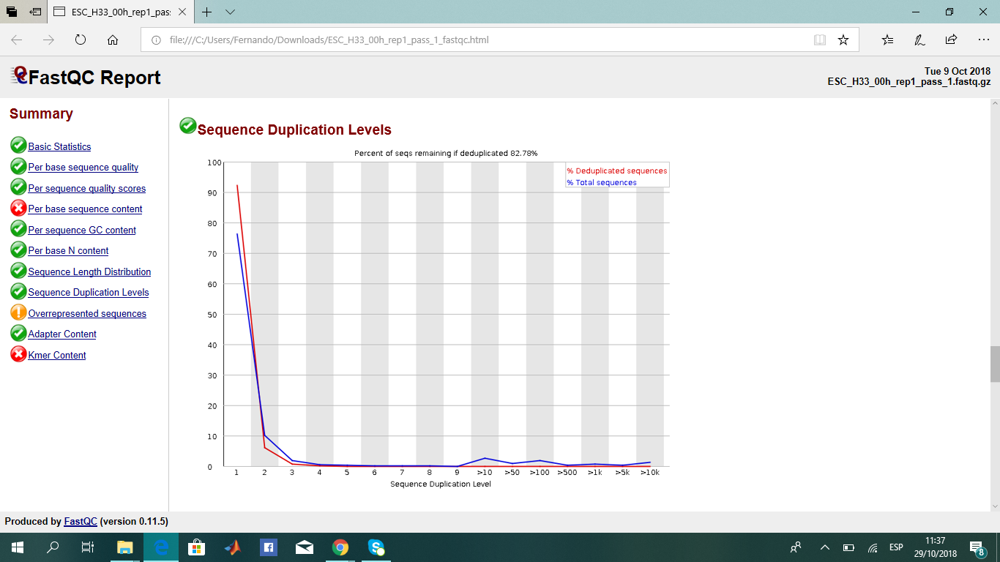 ESC_H33_00h_rep1_pas:
file:///C:/Users/Fernando/Downloads/ESC_H33_00h_rep1_pass_1_fastqc.html
FastQC Report
Tue 9 Oct 2018
ESC_H33_00h_rep1_pass_1.fastq.gz
Summary
Basic Statistics
Per base sequence quality
Per sequence quality scores
Per base sequence content
Per sequence GC content
Per base N content
Sequence Length Distribution
Sequence Duplication Levels
Overrepresented sequences
Adapter Content
Kmer Content
Sequence Duplication Levels
Percent of seqs remaining if deduplicated 82.78%
% Deduplicated sequences
% Total sequences
100
90
80
70
60
50
40
30
20
10
0
1 2 3 4 5 6 7 8 9 >10 >50 >100 >500 >1k >5k >10k
Sequence Duplication Level
Produced by FastQC (version 0.11.5)
ESP
11:37
29/10/2018
8